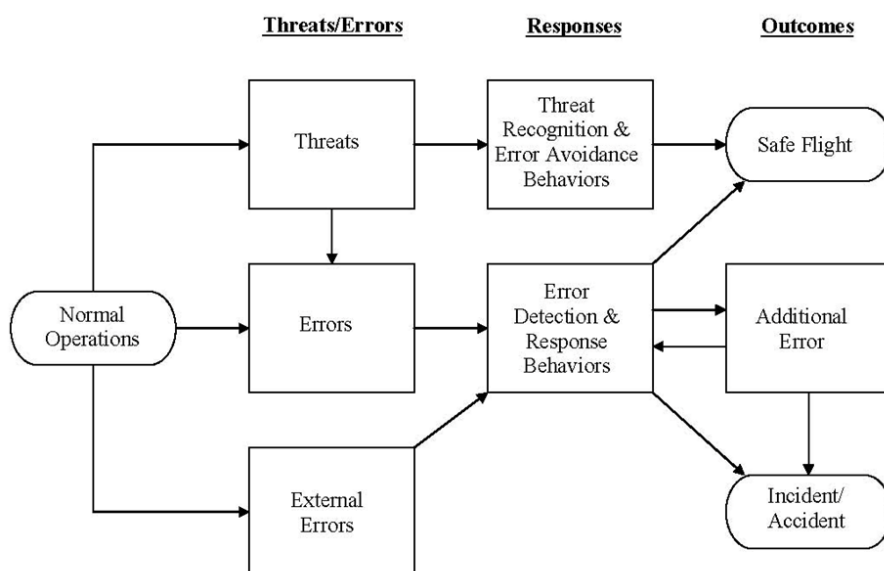 Threats/Errors
Responses
Outcomes
Threats
Threat
Recognition &
Error Avoidance
Behaviors
Safe Flight
Normal
Operations
Errors
Error
Detection &
Response
Behaviors
Additional
Error
External
Errors
Incident/
Accident